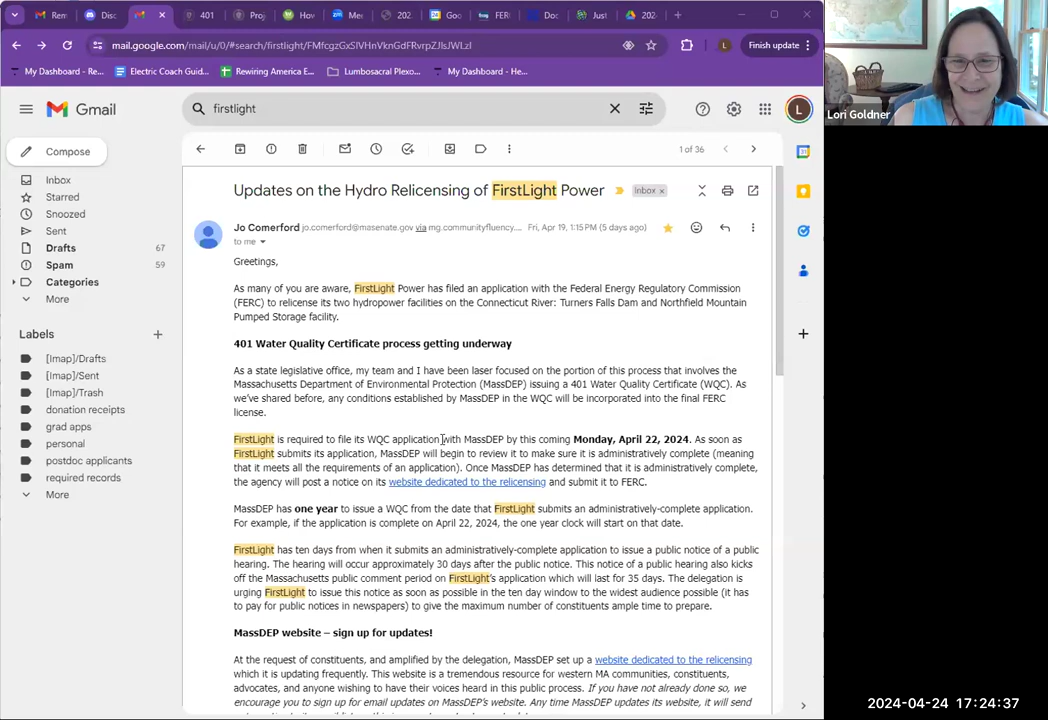 Rem
Disc
401
Proj
Hov
Me
202
Goo
FER
Doc
Just
202
mail.google.com/mail/u/0/#search/firstlight/FMfcgzGxSlVHnVknGdFRvrpZJlsJWLzl
L
Finish update
My Dashboard - Re...
Electric Coach Guid...
Rewiring America E...
Lumbosacral Plexo...
My Dashboard - He...
Gmail
firstlight
L
Lori Goldner
Compose
1 of 36
Inbox
Starred
Snoozed
Sent
Drafts 67
Spam 59
Categories
More
Labels
[Imap]/Drafts
[Imap]/Sent
[Imap]/Trash
donation receipts
grad apps
personal
postdoc applicants
required records
More
Updates on the Hydro Relicensing of FirstLight Power
Inbox x
Jo Comerford jo.comerford@masenate.gov via mg.communityfluency.... Fri, Apr 19, 1:15 PM (5 days ago)
to me
Greetings,
As many of you are aware, FirstLight Power has filed an application with the Federal Energy Regulatory Commission
(FERC) to relicense its two hydropower facilities on the Connecticut River: Turners Falls Dam and Northfield Mountain
Pumped Storage facility.
401 Water Quality Certificate process getting underway
As a state legislative office, my team and I have been laser focused on the portion of this process that involves the
Massachusetts Department of Environmental Protection (MassDEP) issuing a 401 Water Quality Certificate (WQC). As
we've shared before, any conditions established by MassDEP in the WQC will be incorporated into the final FERC
license.
FirstLight is required to file its WQC application with MassDEP by this coming Monday, April 22, 2024. As soon as
FirstLight submits its application, MassDEP will begin to review it to make sure it is administratively complete (meaning
that it meets all the requirements of an application). Once MassDEP has determined that it is administratively complete,
the agency will post a notice on its website dedicated to the relicensing and submit it to FERC.
MassDEP has one year to issue a WQC from the date that FirstLight submits an administratively-complete application.
For example, if the application is complete on April 22, 2024, the one year clock will start on that date.
FirstLight has ten days from when it submits an administratively-complete application to issue a public notice of a public
hearing. The hearing will occur approximately 30 days after the public notice. This notice of a public hearing also kicks
off the Massachusetts public comment period on FirstLight's application which will last for 35 days. The delegation is
urging FirstLight to issue this notice as soon as possible in the ten day window to the widest audience possible (it has
to pay for public notices in newspapers) to give the maximum number of constituents ample time to prepare.
MassDEP website – sign up for updates!
At the request of constituents, and amplified by the delegation, MassDEP set up a website dedicated to the relicensing
which it is updating frequently. This website is a tremendous resource for western MA communities, constituents,
advocates, and anyone wishing to have their voices heard in this public process. If you have not already done so, we
encourage you to sign up for email updates on MassDEP's website. Any time MassDEP updates its website, it will send
2024-04-24 17:24:37